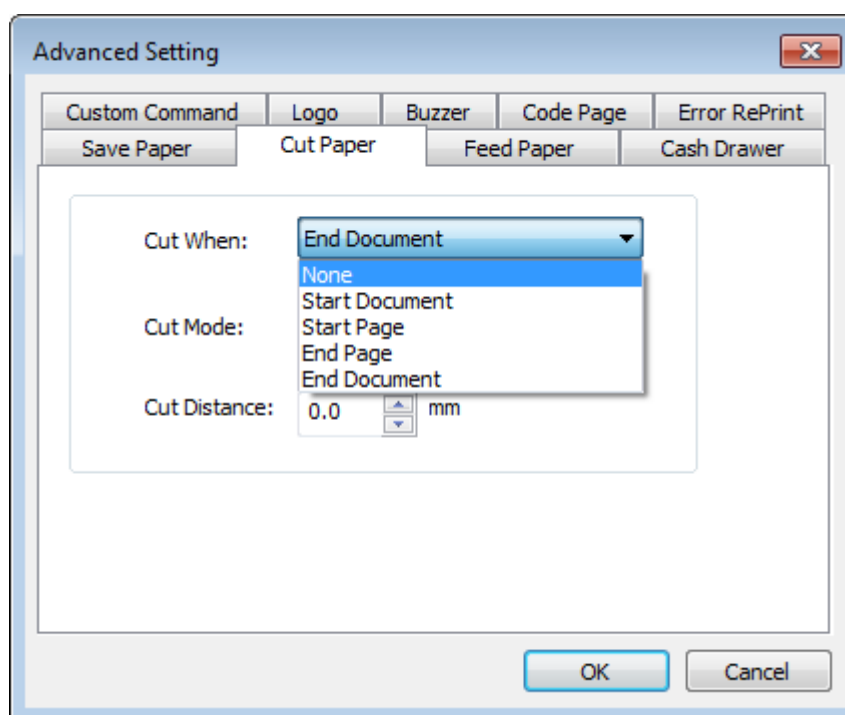 Advanced Setting
Custom Command Logo Buzzer Code Page Error RePrint
Save Paper Cut Paper Feed Paper Cash Drawer
Cut When: End Document
None
Start Document
Cut Mode: Start Page
End Page
End Document
Cut Distance: 0.0 mm
OK Cancel